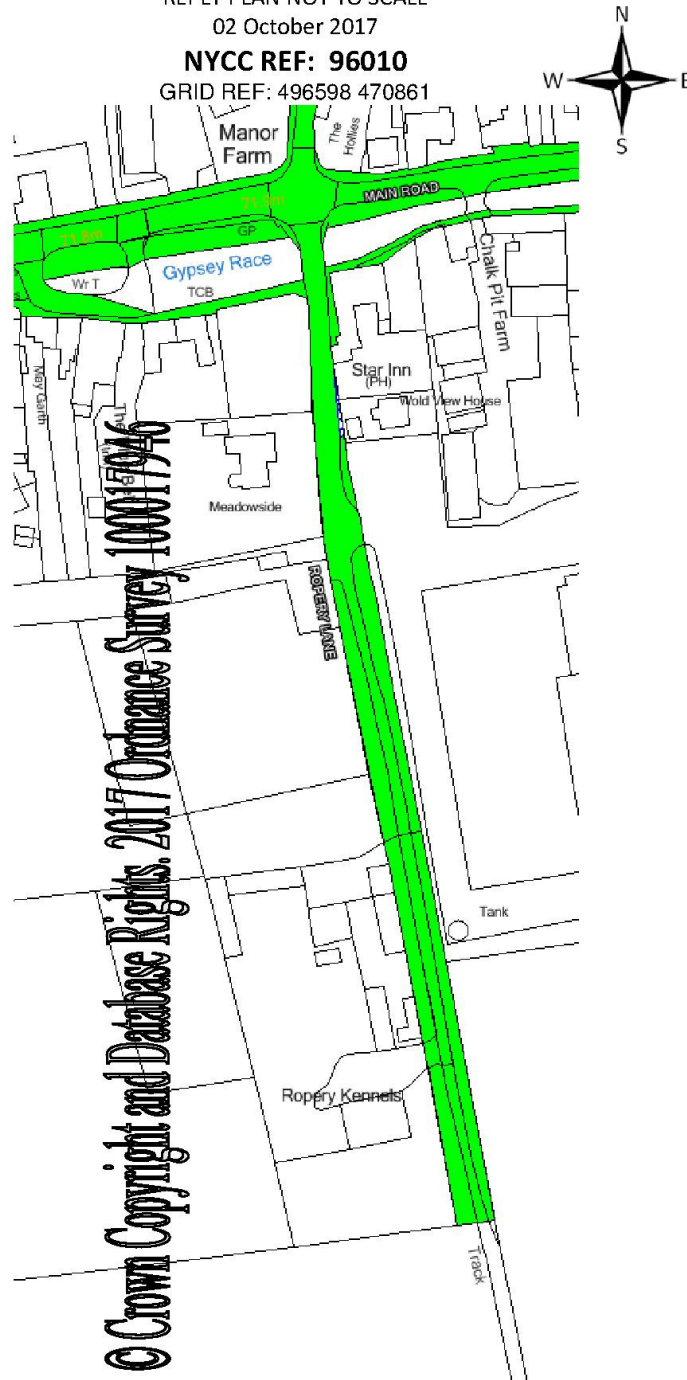 REPLY PLAN NOT TO SCALE
02 October 2017
NYCC REF: 96010
GRID REF: 496598 470861
N
W
E
S
Manor
Farm
The
Hollies
MAIN ROAD
71.5m
71.8m
GP
Gypsey Race
Wr T
TCB
Chalk Pit Farm
Star Inn
(PH)
Wold View House
May Garth
Meadowside
ROPERY LANE
Tank
Ropery Kennels
Track
© Crown Copyright and Database Rights. 2017 Ordnance Survey 100017946